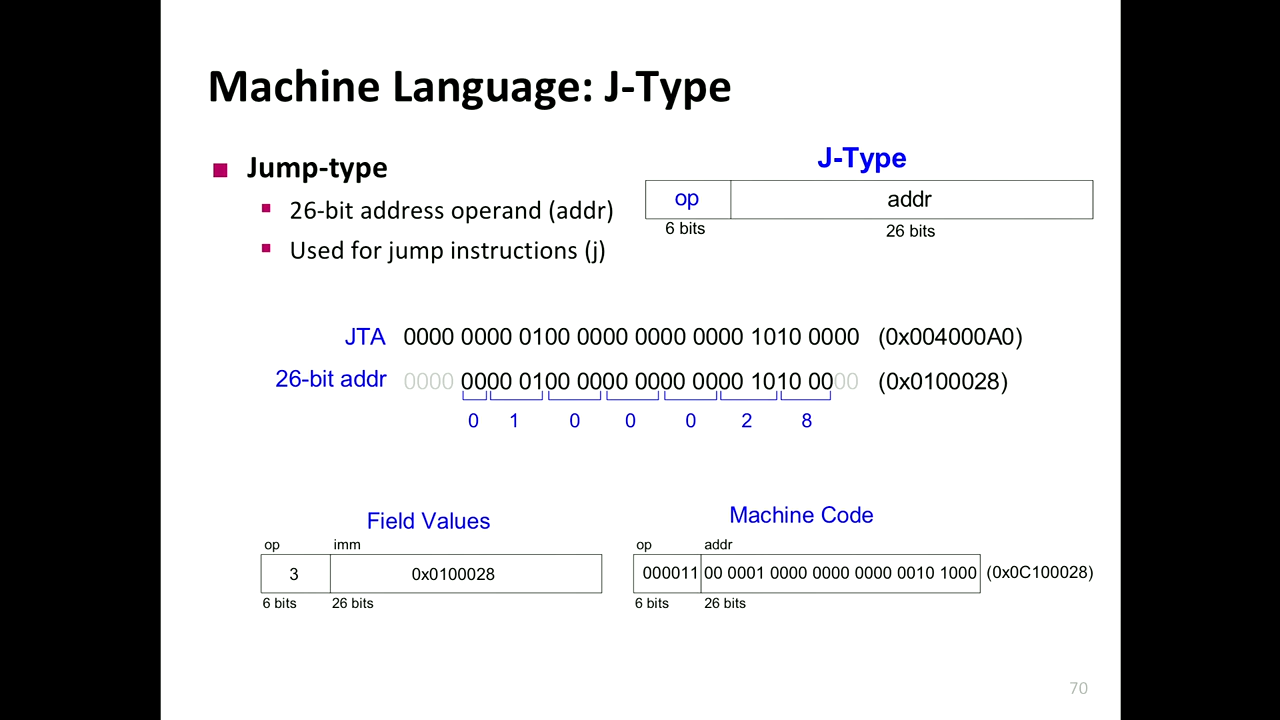 Machine Language: J-Type
Jump-type
26-bit address operand (addr)
Used for jump instructions (j)
J-Type
op addr
6 bits 26 bits
JTA 0000 0000 0100 0000 0000 0000 1010 0000 (0x004000A0)
26-bit addr 0000 0000 0100 0000 0000 0000 1010 0000 (0x0100028)
0 1 0 0 0 2 8
Field Values
op imm
3 0x0100028
6 bits 26 bits
Machine Code
op addr
000011 00 0001 0000 0000 0000 0010 1000 (0x0C100028)
6 bits 26 bits
70